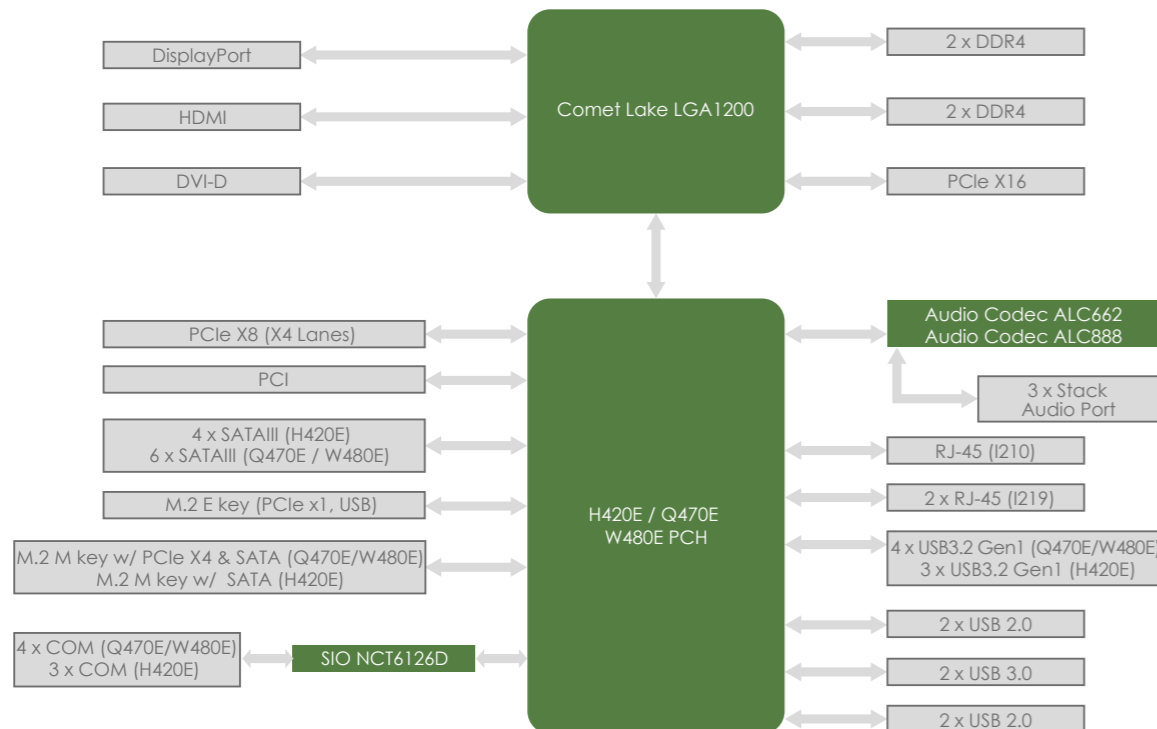 DisplayPort
HDMI
DVI-D
Comet Lake LGA1200
2 x DDR4
2 x DDR4
PCIe X16
PCIe X8 (X4 Lanes)
PCI
4 x SATAIII (H420E)
6 x SATAIII (Q470E / W480E)
M.2 E key (PCIe x1, USB)
M.2 M key w/ PCIe X4 & SATA (Q470E/W480E)
M.2 M key w/ SATA (H420E)
4 x COM (Q470E/W480E)
3 x COM (H420E)
SIO NCT6126D
H420E / Q470E
W480E PCH
Audio Codec ALC662
Audio Codec ALC888
3 x Stack
Audio Port
RJ-45 (I210)
2 x RJ-45 (I219)
4 x USB3.2 Gen1 (Q470E/W480E)
3 x USB3.2 Gen1 (H420E)
2 x USB 2.0
2 x USB 3.0
2 x USB 2.0